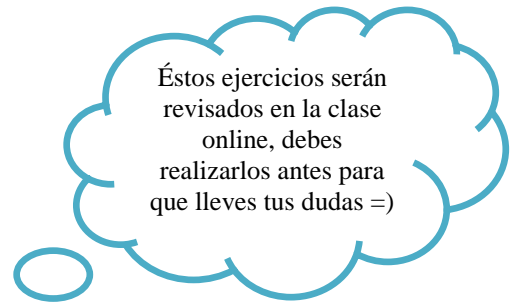 Éstos ejercicios serán
revisados en la clase
online, debes
realizarlos antes para
que lleves tus dudas =)